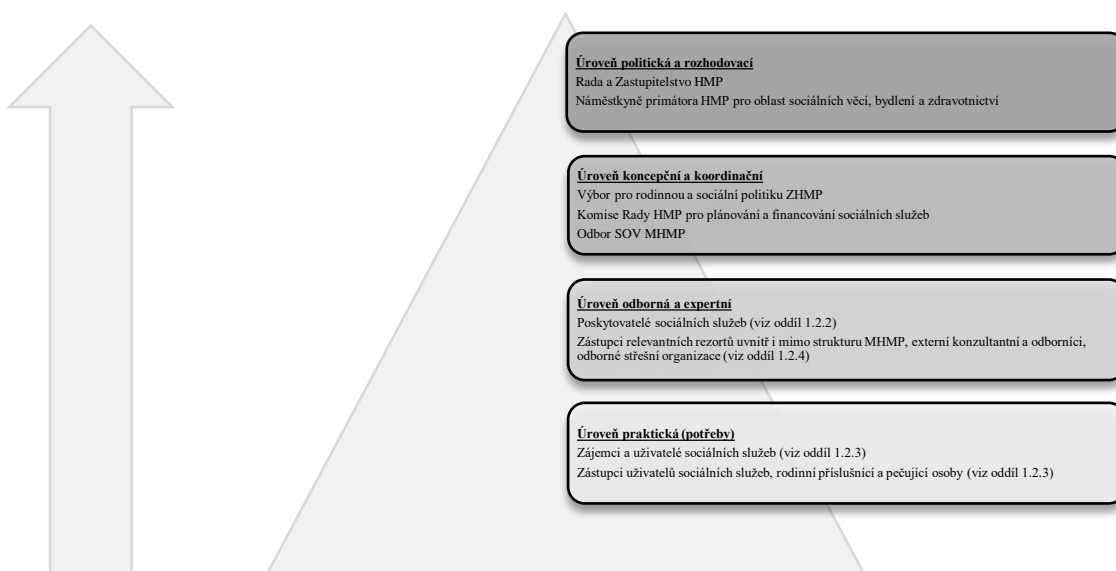 Úroveň politická a rozhodovací
Rada a Zastupitelstvo HMP
Náměstkyně primátora HMP pro oblast sociálních věcí, bydlení a zdravotnictví
Úroveň koncepční a koordinační
Výbor pro rodinnou a sociální politiku ZHMP
Komise Rady HMP pro plánování a financování sociálních služeb
Odbor SOV MHMP
Úroveň odborná a expertní
Poskytovatelé sociálních služeb (viz oddíl 1.2.2)
Zástupci relevantních rezortů uvnitř i mimo strukturu MHMP, externí konzultantní a odborníci,
odborné střešní organizace (viz oddíl 1.2.4)
Úroveň praktická (potřeby)
Zájemci a uživatelé sociálních služeb (viz oddíl 1.2.3)
Zástupci uživatelů sociálních služeb, rodinní příslušníci a pečující osoby (viz oddíl 1.2.3)